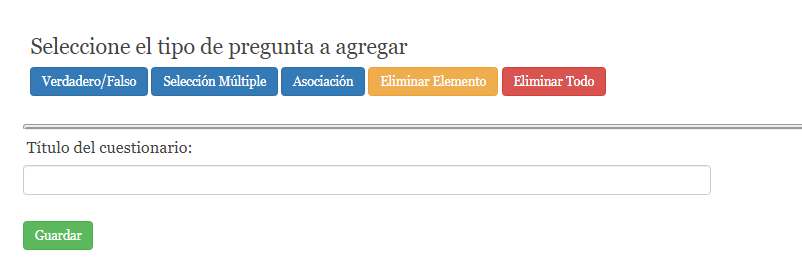 Seleccione el tipo de pregunta a agregar
Verdadero/Falso Selección Múltiple Asociación Eliminar Elemento Eliminar Todo
Título del cuestionario:
Guardar